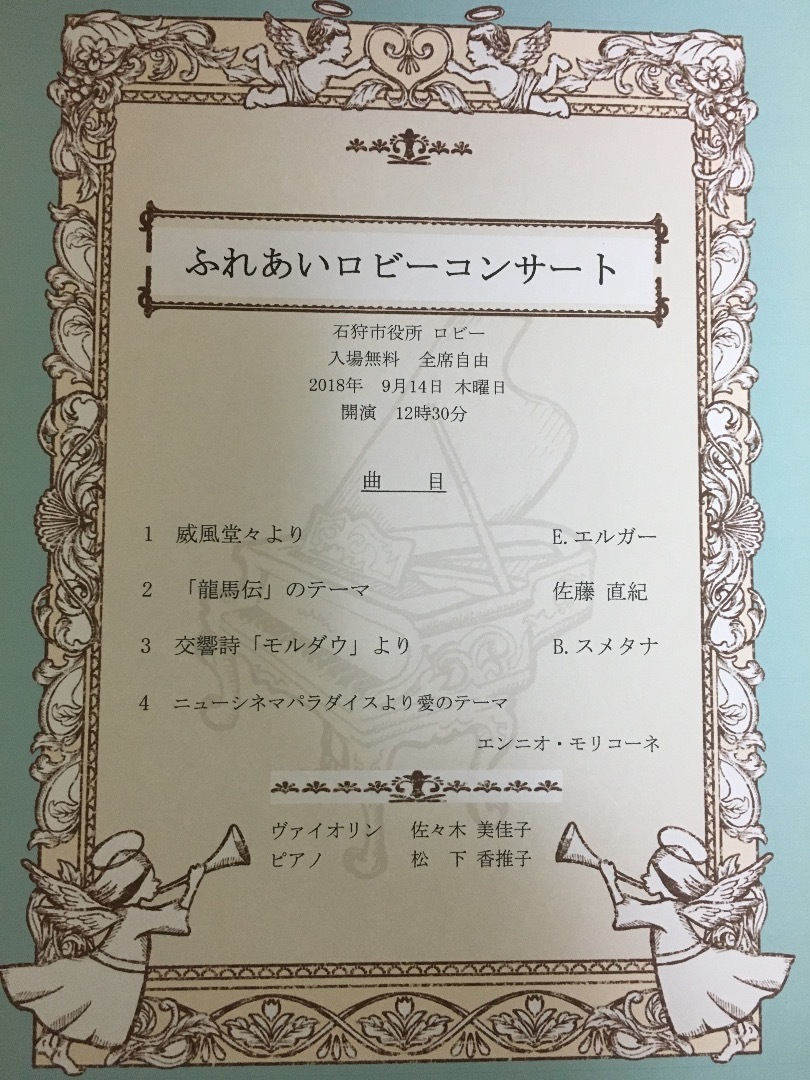 ふれあいロビーコンサート
石狩市役所 ロビー
入場無料 全席自由
2018年 9月14日 木曜日
開演 12時30分
曲 目
1 威風堂々より E.エルガー
2 「龍馬伝」のテーマ 佐藤 直紀
3 交響詩「モルダウ」より B.スメタナ
4 ニューシネマパラダイスより愛のテーマ
エンニオ・モリコーネ
ヴァイオリン 佐々木 美佳子
ピアノ 松 下 香推子